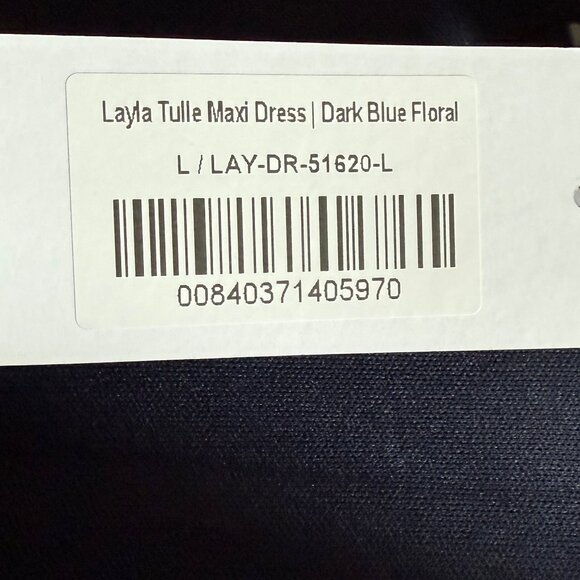 Layla Tulle Maxi Dress | Dark Blue Floral
L / LAY-DR-51620-L
00840371405970